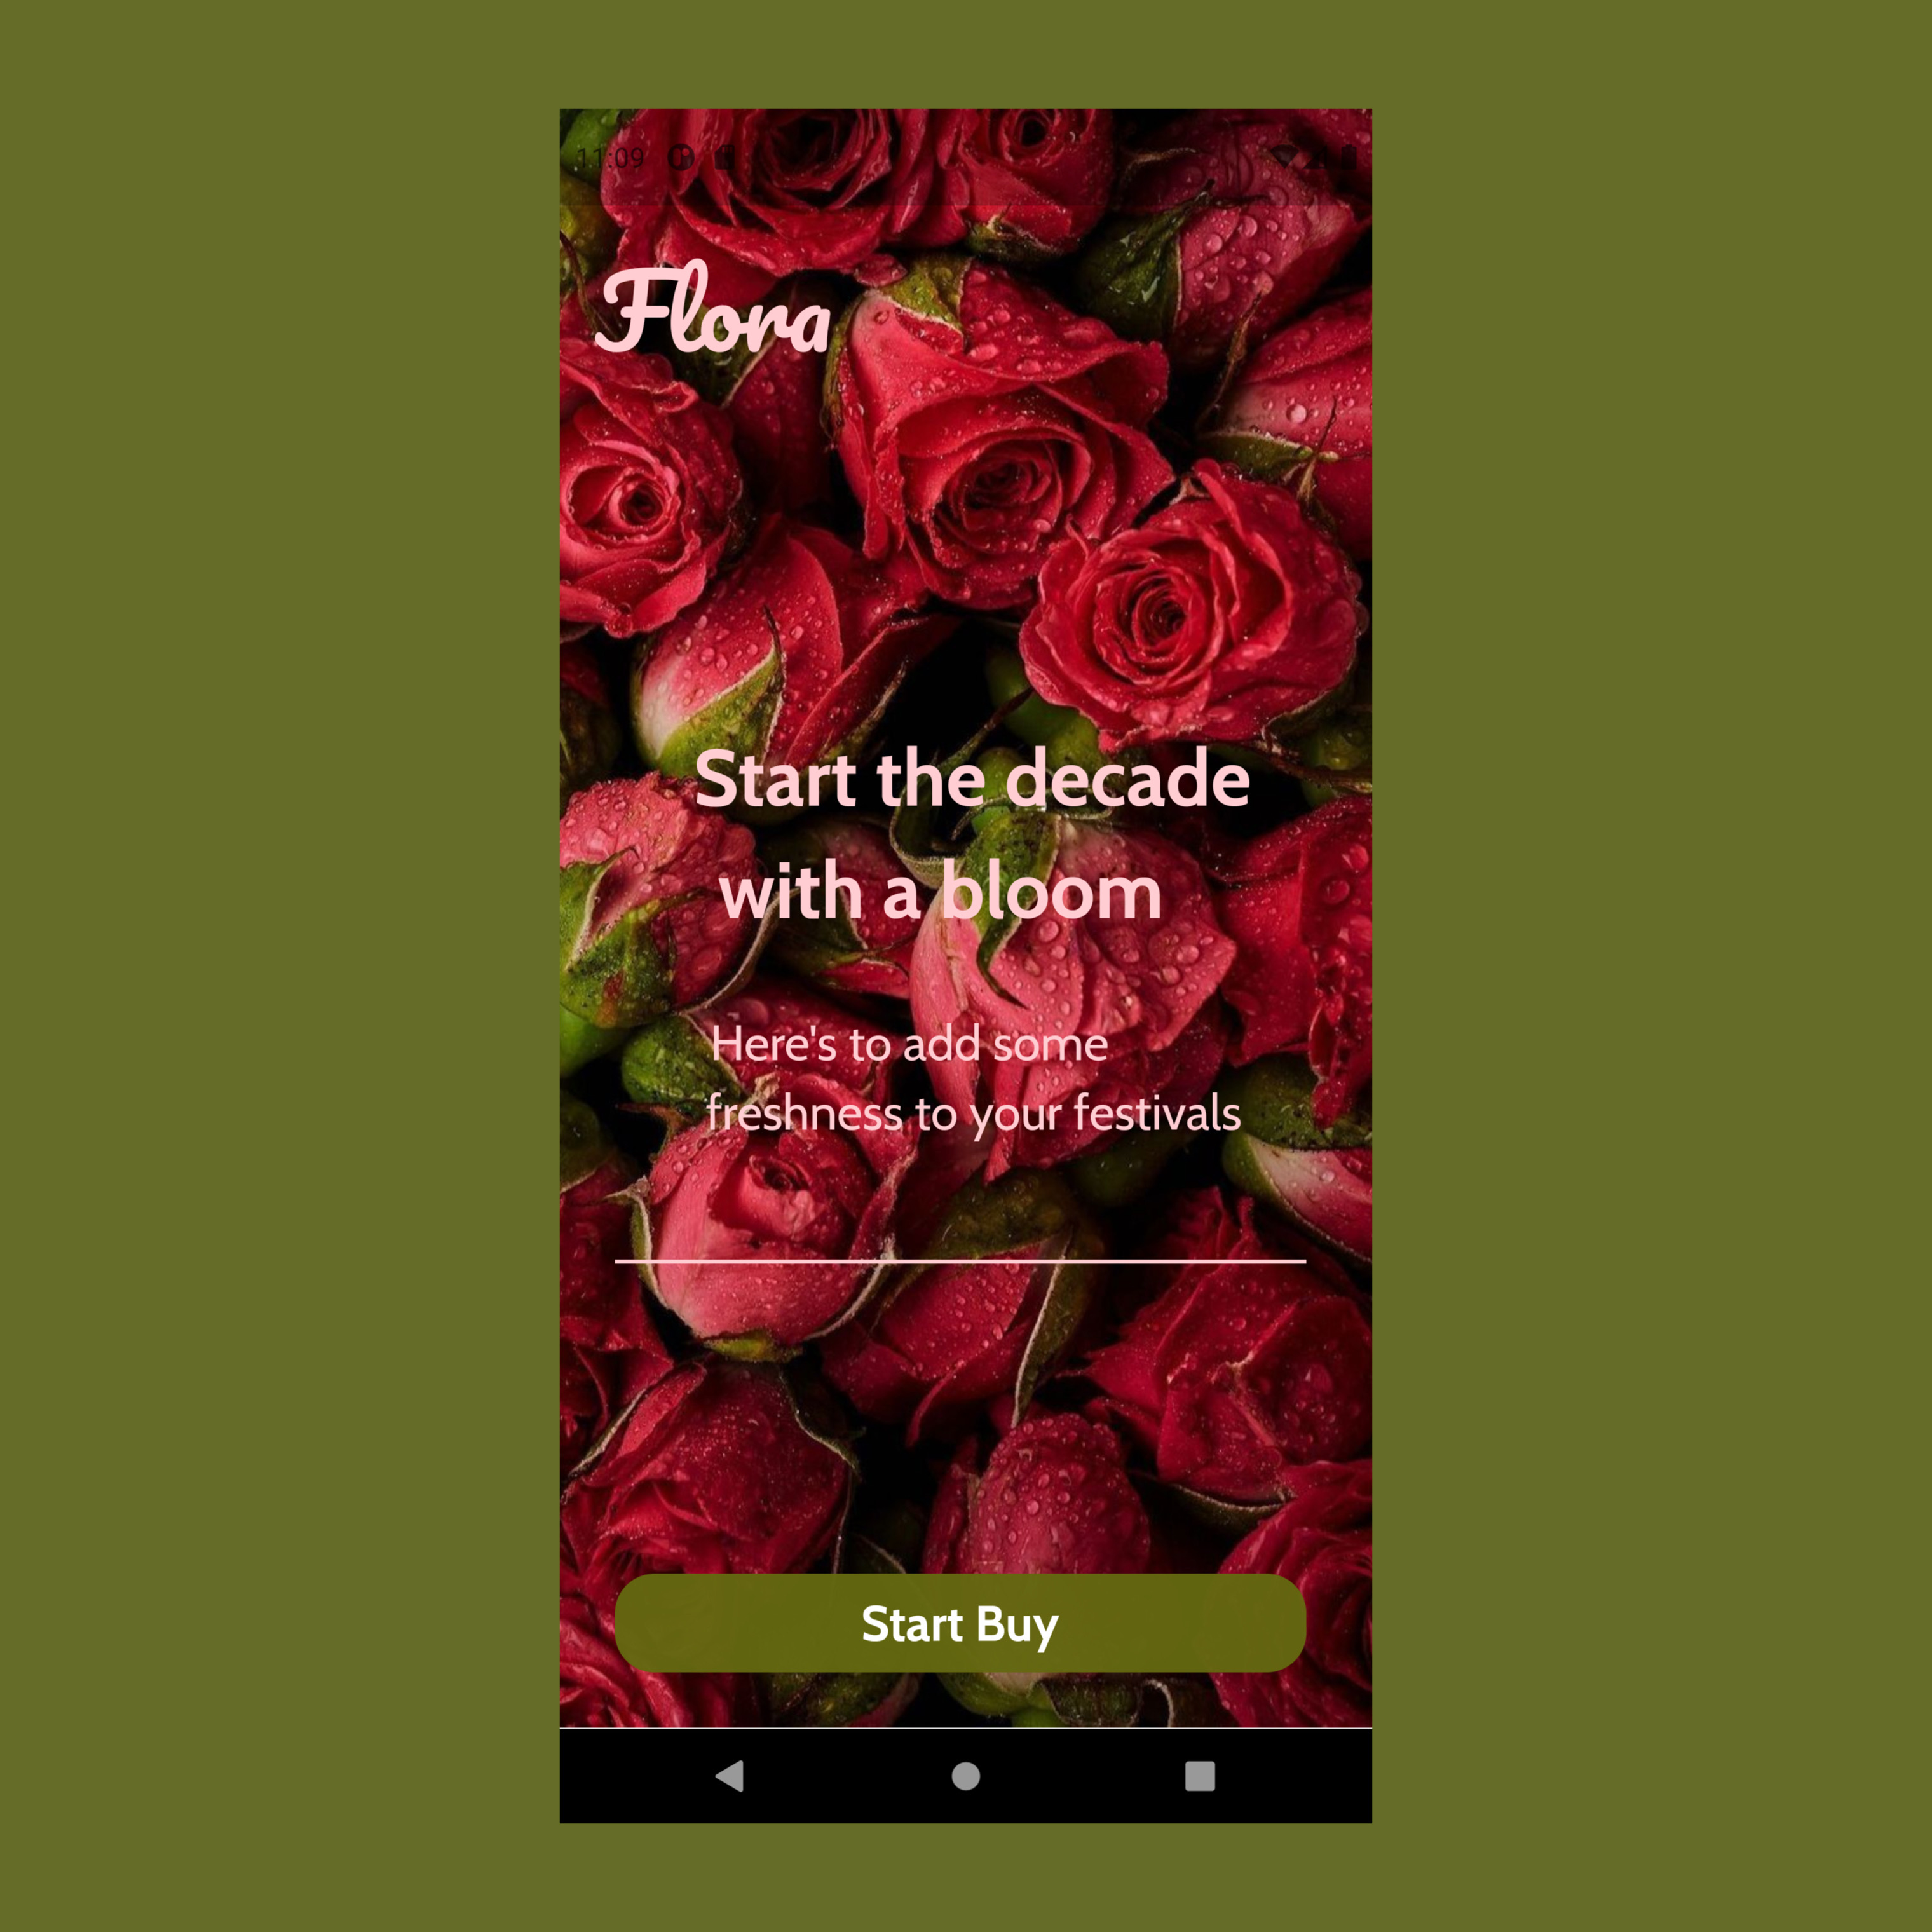 11:09
Flora
Start the decade
with a bloom
Here's to add some
freshness to your festivals
Start Buy